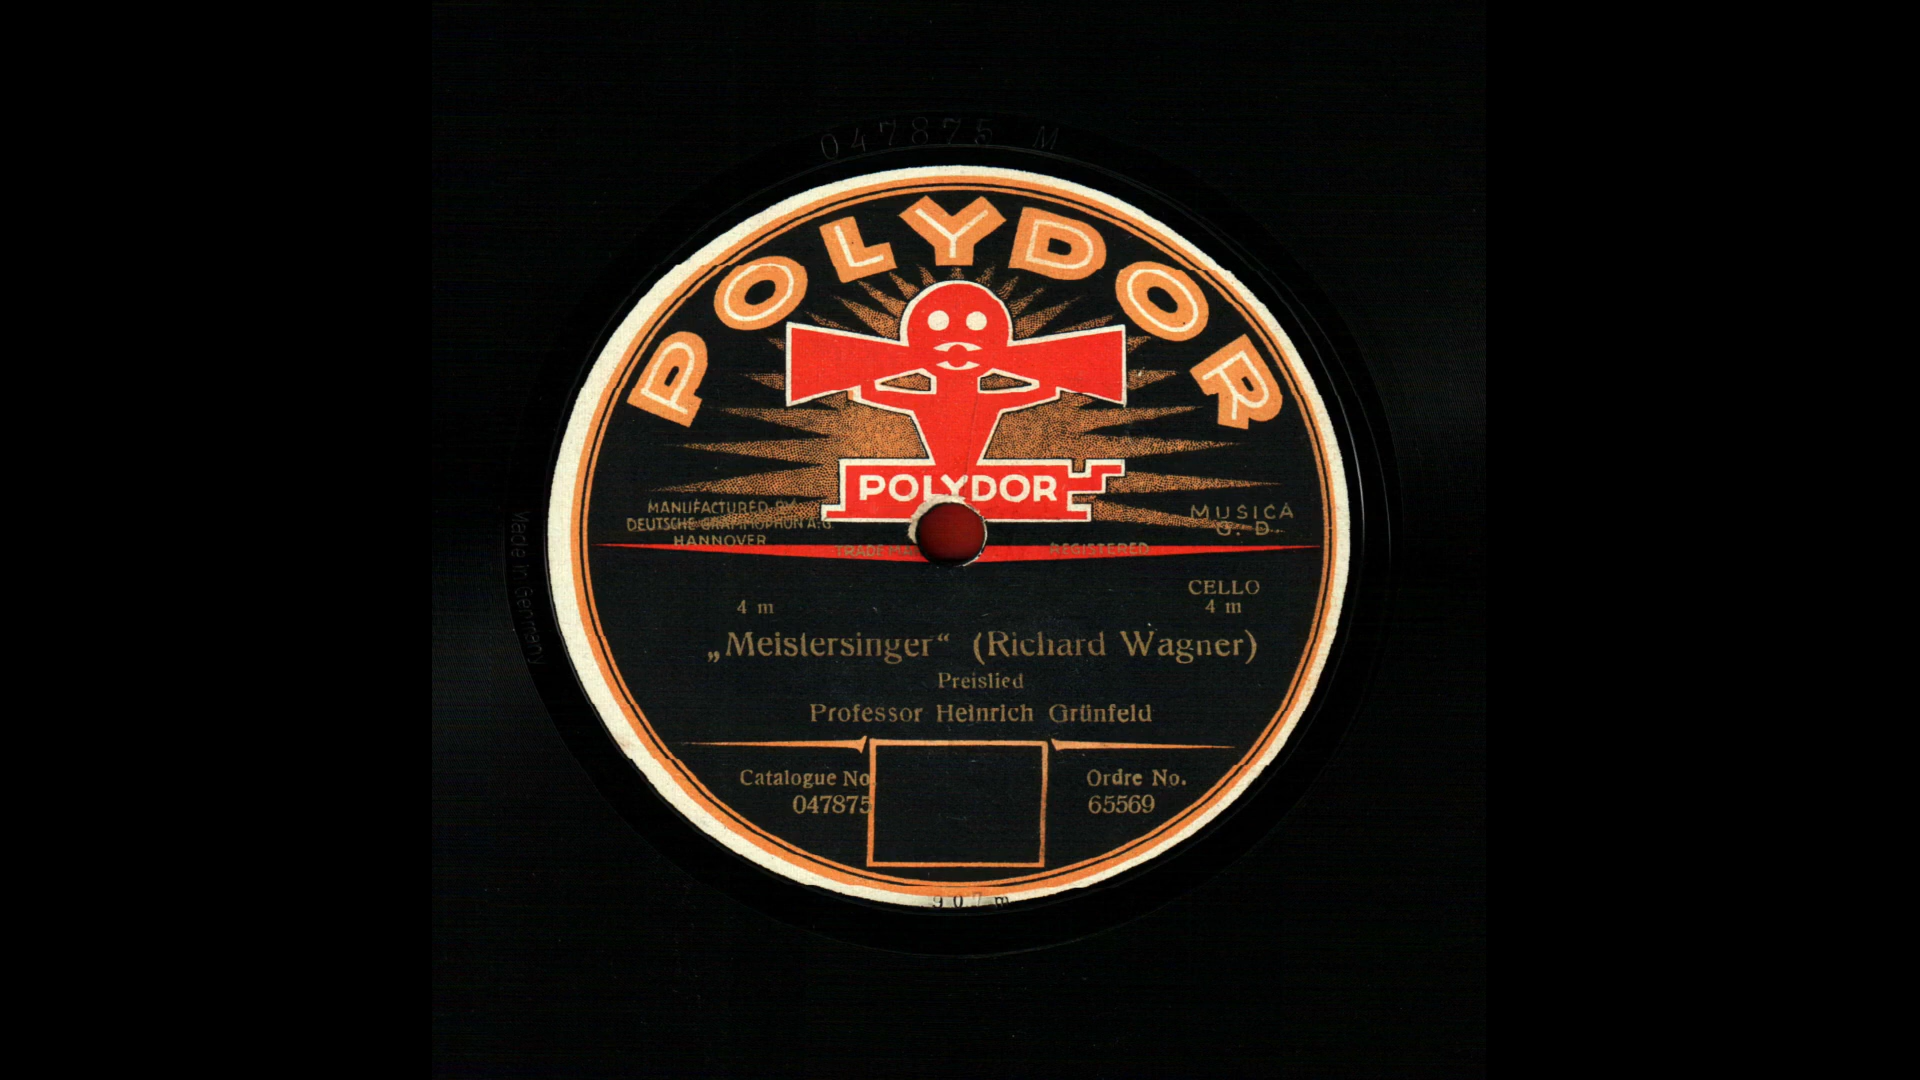 047875 M
POLYDOR
POLYDOR
MANUFACTURED BY
DEUTSCHE GRAMMOPHON A.G.
HANNOVER
MUSICA
G. D.
TRADE REGISTERED
Made in Germany
CELLO
4 m
4 m
„Meistersinger“ (Richard Wagner)
Preislied
Professor Heinrich Grünfeld
Catalogue No.
047875
Ordre No.
65569
907 m